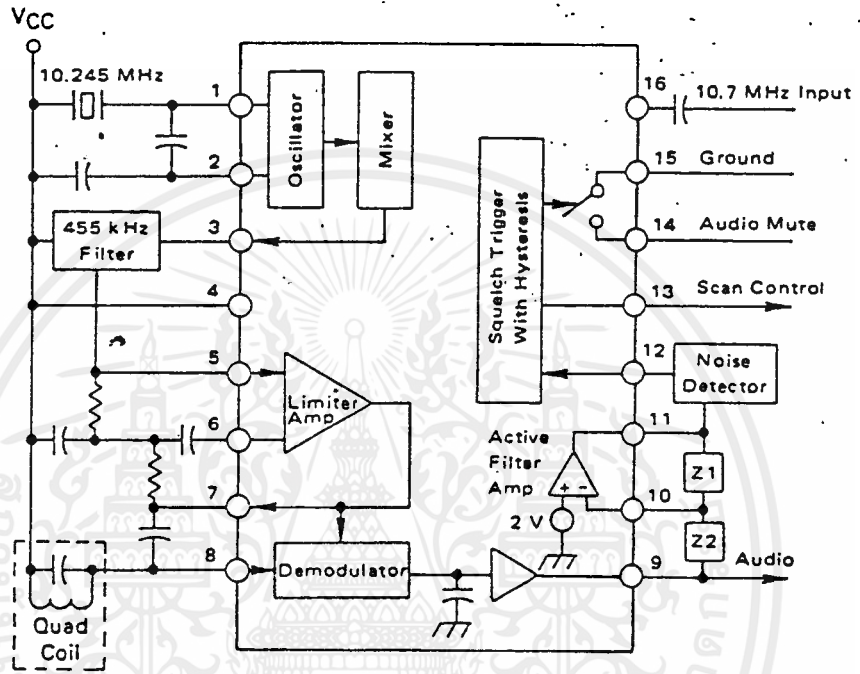 VCC
10.245 MHz
1
2
Oscillator
Mixer
16
10.7 MHz Input
15
Ground
14
Audio Mute
Squelch Trigger
With Hysteresis
13
Scan Control
455 kHz
Filter
3
4
5
Limiter
Amp
6
7
8
Demodulator
12
Noise
Detector
11
Active
Filter
Amp
+ -
2 V
Z1
10
Z2
9
Audio
Quad
Coil